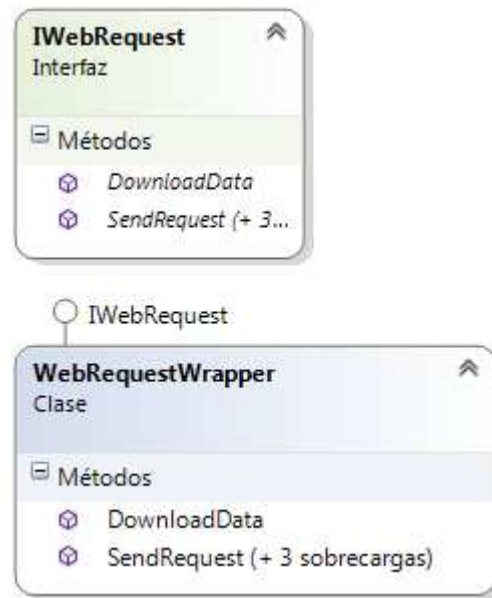 IWebRequest
Interfaz
Métodos
DownloadData
SendRequest (+ 3...
IWebRequest
WebRequestWrapper
Clase
Métodos
DownloadData
SendRequest (+ 3 sobrecargas)